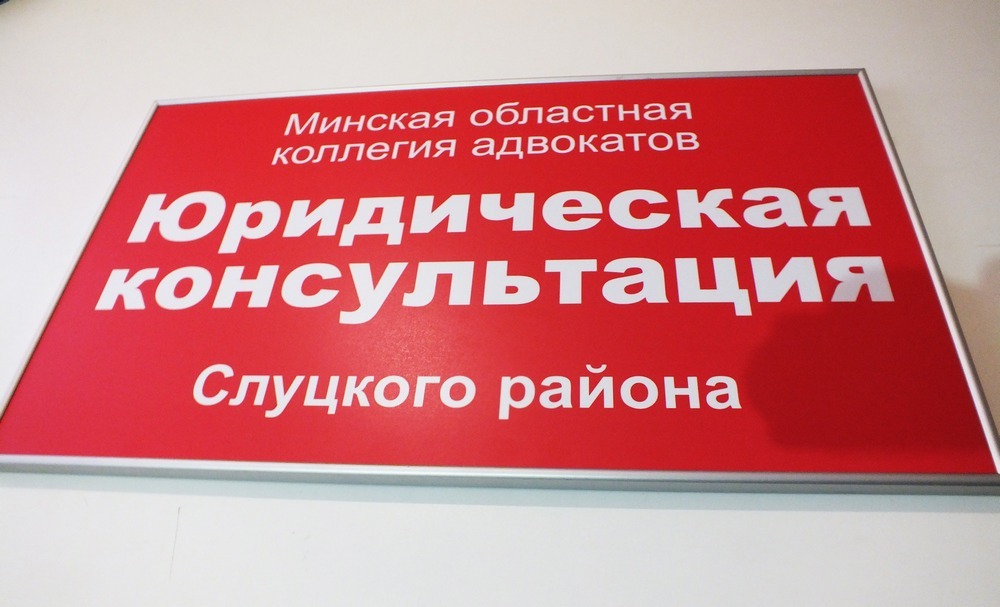 Минская областная
коллегия адвокатов
Юридическая
консультация
Слуцкого района